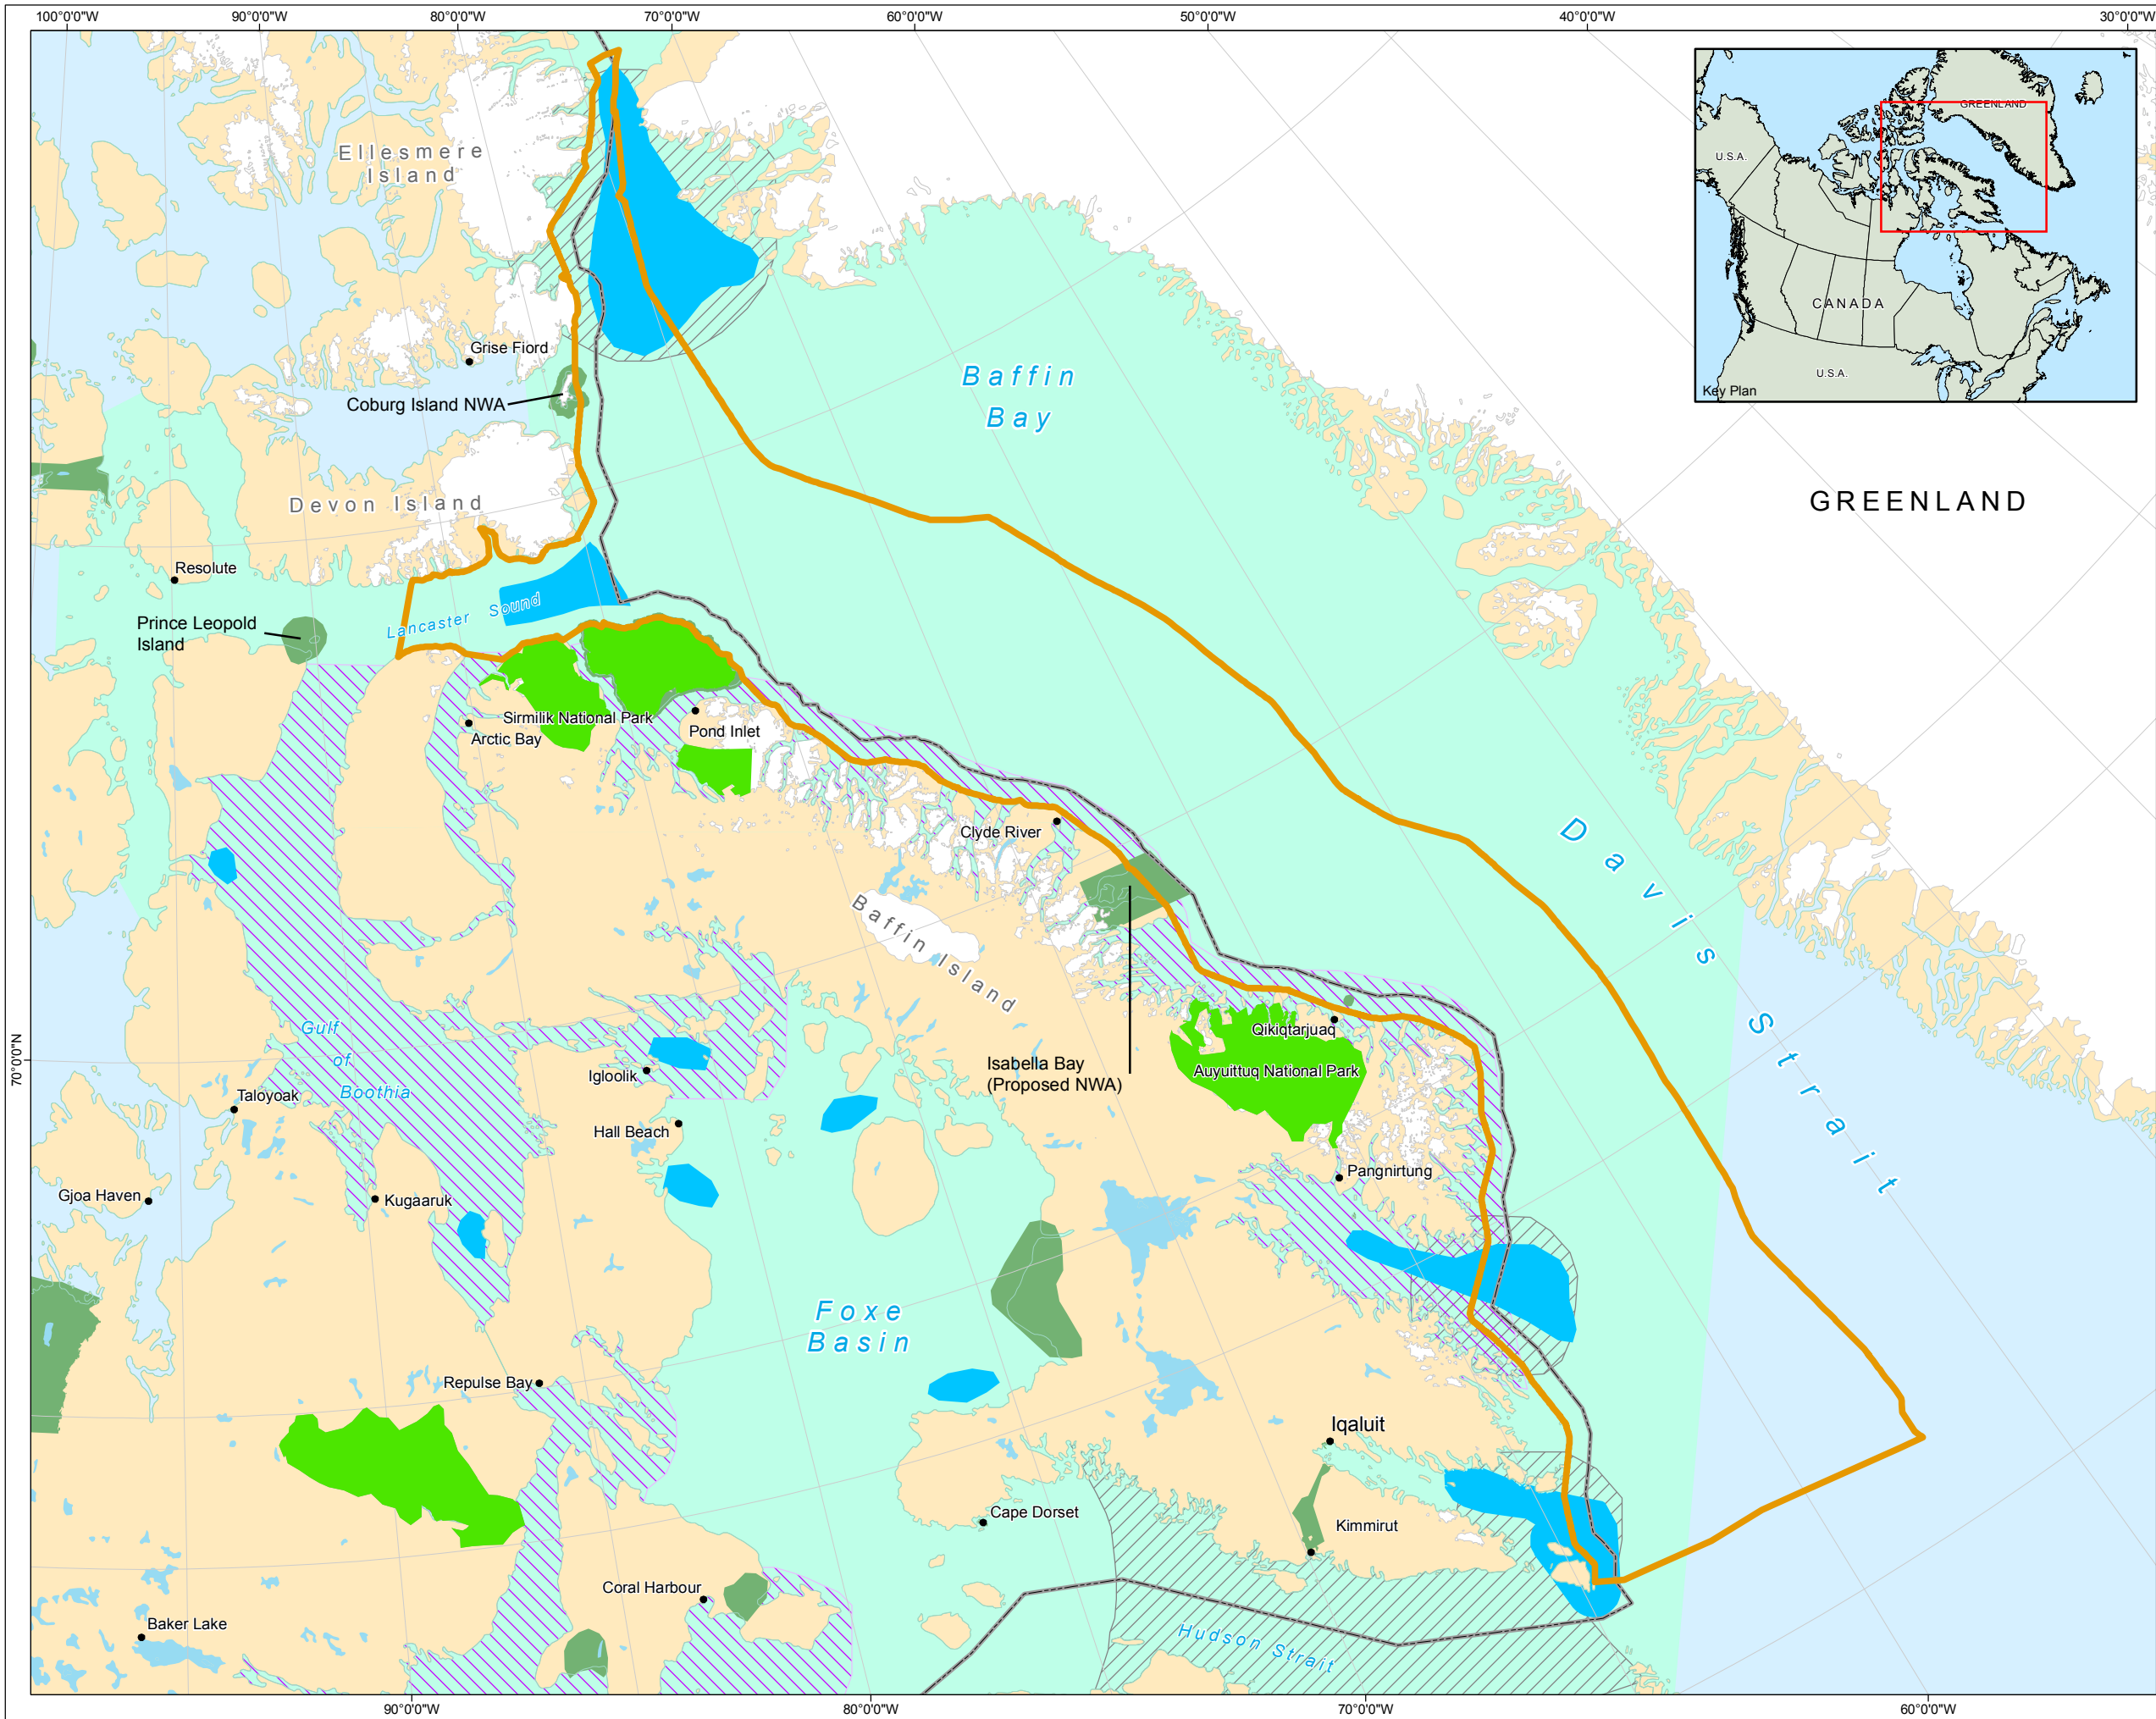 100°0'0"W
90°0'0"W
80°0'0"W
70°0'0"W
60°0'0"W
50°0'0"W
40°0'0"W
30°0'0"W
GREENLAND
U.S.A.
CANADA
U.S.A.
Key Plan
Ellesmere
Island
Grise Fiord
Coburg Island NWA
Baffin
Bay
Devon Island
GREENLAND
Resolute
Prince Leopold
Island
Lancaster Sound
Sirmilik National Park
Arctic Bay
Pond Inlet
Clyde River
Davis Strait
Baffin Island
Gulf
of
Boothia
Qikiqtarjuaq
Isabella Bay
(Proposed NWA)
Auyuittuq National Park
Igloolik
Taloyoak
Hall Beach
Pangnirtung
Gjoa Haven
Kugaaruk
Foxe
Basin
Repulse Bay
Iqaluit
Cape Dorset
Kimmirut
Coral Harbour
Baker Lake
Hudson Strait
70°0'0"N
90°0'0"W
80°0'0"W
70°0'0"W
60°0'0"W